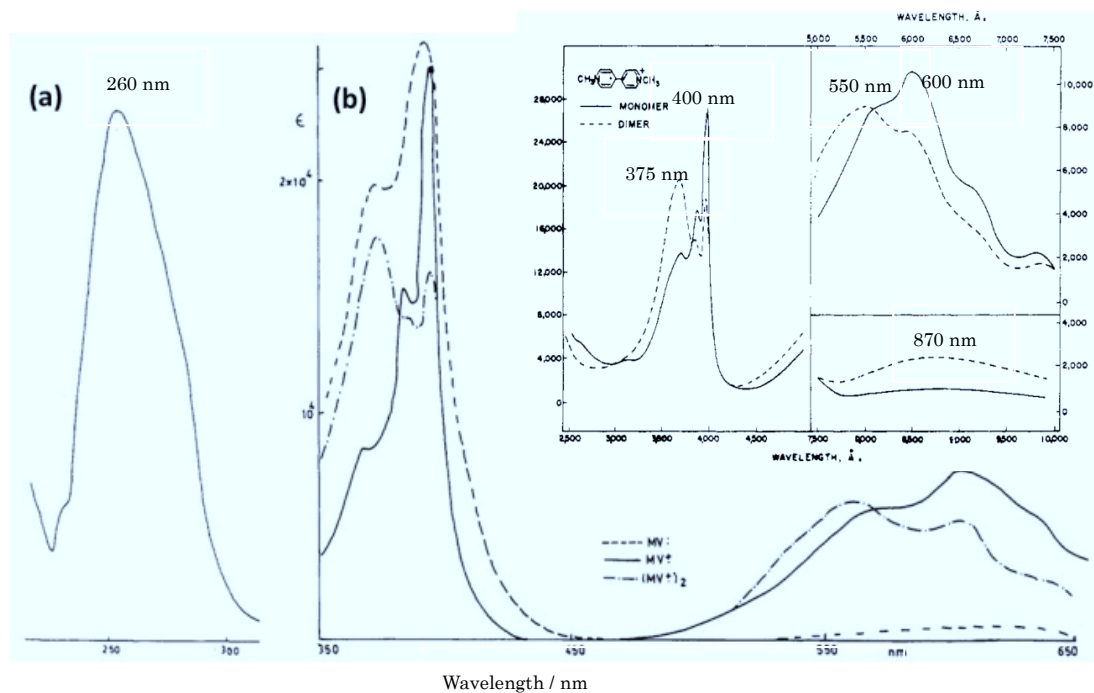 (a)
260 nm
250
300
(b)
ε
2×10⁴
10⁴
MV:
MV‡
(MV‡)₂
350
450
550
nm
650
Wavelength / nm
CH₃N
NCH₃
+
MONOMER
DIMER
400 nm
375 nm
28,000
24,000
20,000
16,000
12,000
8,000
4,000
0
2,500
3,000
3,500
4,000
4,500
WAVELENGTH, Å.
WAVELENGTH, Å.
5,000
5,500
6,000
6,500
7,000
7,500
550 nm
600 nm
10,000
8,000
6,000
4,000
2,000
0
870 nm
4,000
2,000
0
7,500
8,000
8,500
9,000
9,500
10,000